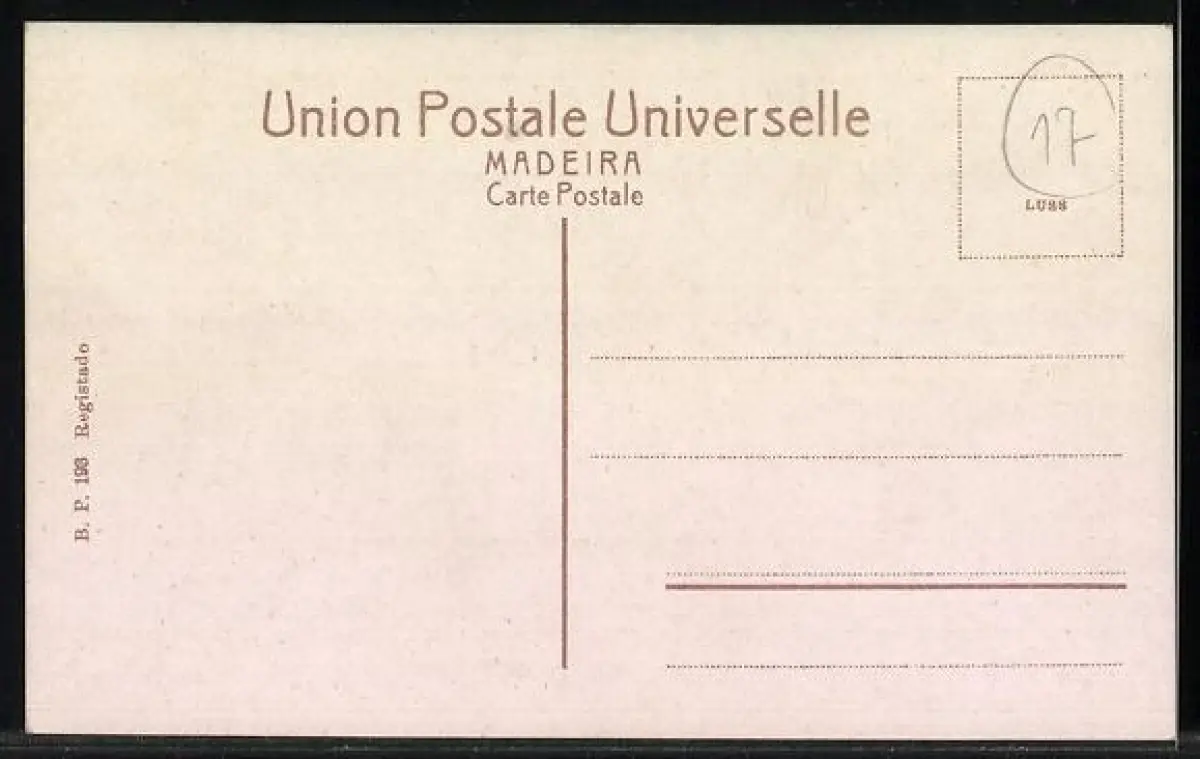 Union Postale Universelle
MADEIRA
Carte Postale
17
LUSS
B. P. 193 Registado